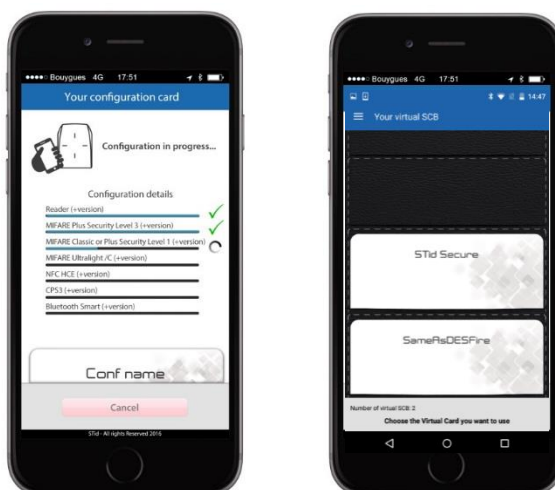 Bouygues 4G 17:51
Your configuration card
Configuration in progress...
Configuration details
Reader (+version)
MIFARE Plus Security Level 3 (+version)
MIFARE Classic or Plus Security Level 1 (+version)
MIFARE Ultralight /C (+version)
NFC HCE (+version)
CPS3 (+version)
Bluetooth Smart (+version)
Conf name
Cancel
STid - All rights Reserved 2016
Bouygues 4G 17:51
14:47
Your virtual SCB
STid Secure
SameAsDESFire
Number of virtual SCB: 2
Choose the Virtual Card you want to use